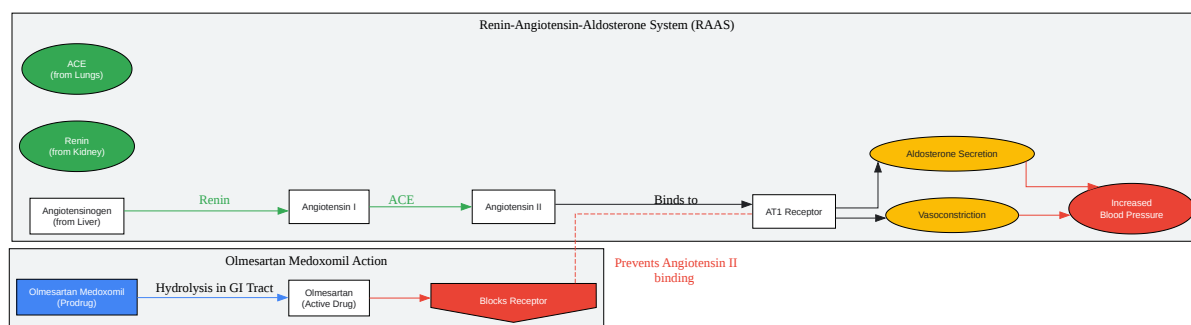 Renin-Angiotensin-Aldosterone System (RAAS)
ACE
(from Lungs)
Renin
(from Kidney)
Aldosterone Secretion
Angiotensinogen
(from Liver)
Renin
Angiotensin I
ACE
Angiotensin II
Binds to
AT1 Receptor
Vasoconstriction
Increased
Blood Pressure
Olmesartan Medoxomil Action
Olmesartan Medoxomil
(Prodrug)
Hydrolysis in GI Tract
Olmesartan
(Active Drug)
Blocks Receptor
Prevents Angiotensin II
binding